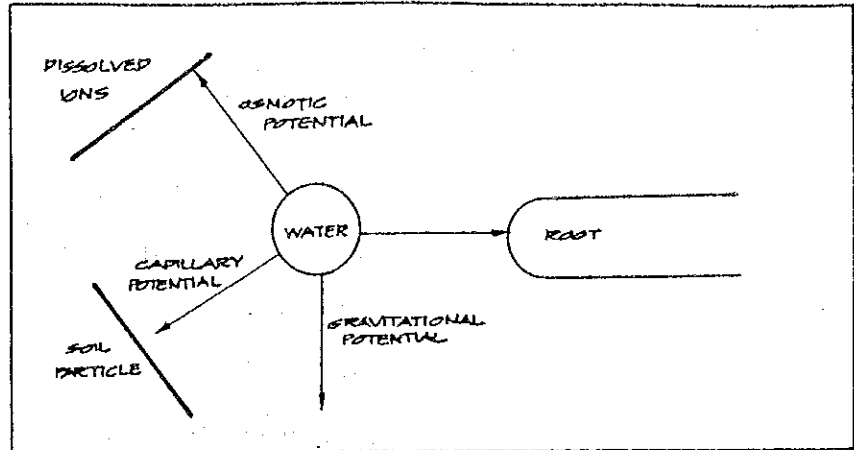 DISSOLVED
IONS
OSMOTIC
POTENTIAL
WATER
ROOT
CAPILLARY
POTENTIAL
GRAVITATIONAL
POTENTIAL
SOIL
PARTICLE